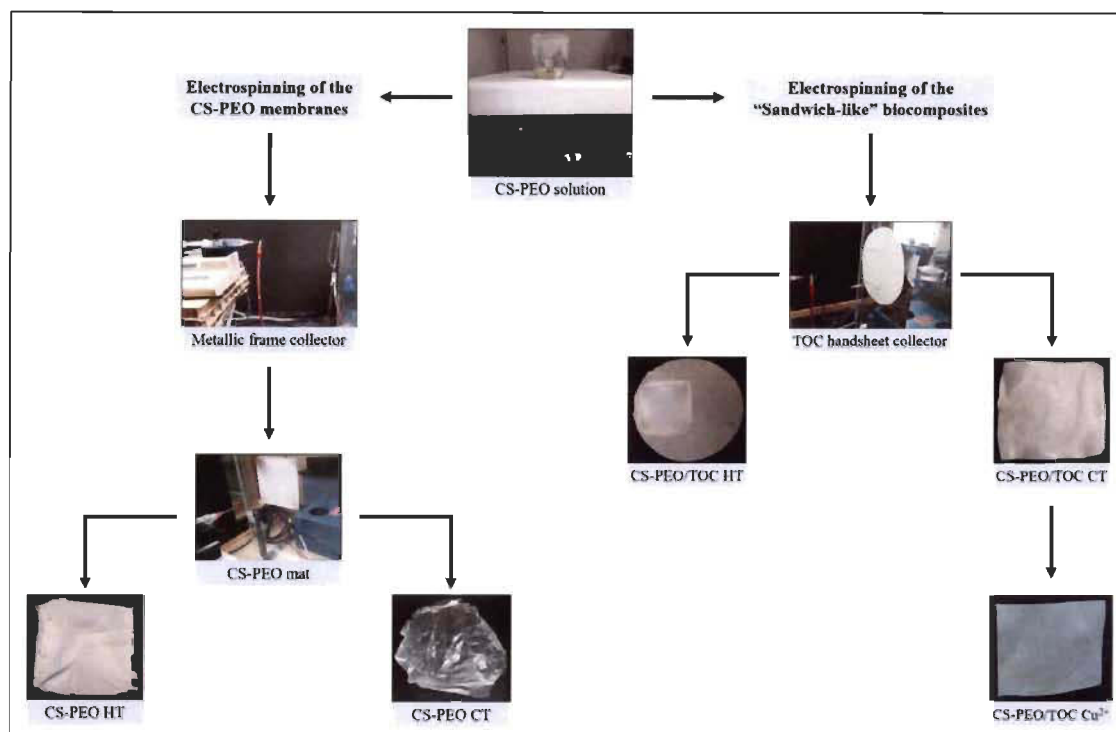 Electrospinning of the
CS-PEO membranes
Electrospinning of the
“Sandwich-like” biocomposites
CS-PEO solution
Metallic frame collector
TOC handsheet collector
CS-PEO/TOC HT
CS-PEO/TOC CT
CS-PEO mat
CS-PEO HT
CS-PEO CT
CS-PEO/TOC Cu²⁺